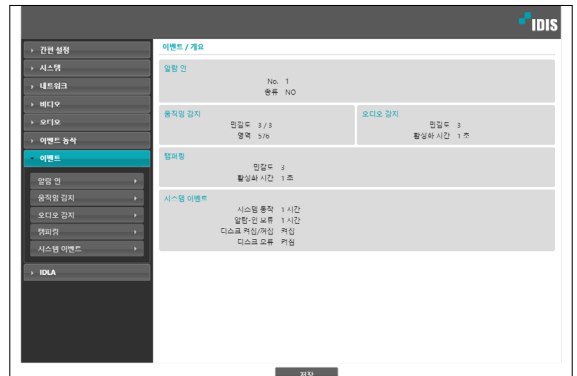 IDIS
간편 설정
시스템
네트워크
비디오
오디오
이벤트 동작
이벤트
알람 인
움직임 감지
오디오 감지
탬퍼링
시스템 이벤트
IDLA
이벤트 / 개요
알람 인
No. 1
종류 NO
움직임 감지
민감도 3 / 3
영역 576
오디오 감지
민감도 3
활성화 시간 1 초
탬퍼링
민감도 3
활성화 시간 1 초
시스템 이벤트
시스템 동작 1 시간
알람-인 오류 1 시간
디스크 켜짐/꺼짐 켜짐
디스크 오류 켜짐
저장